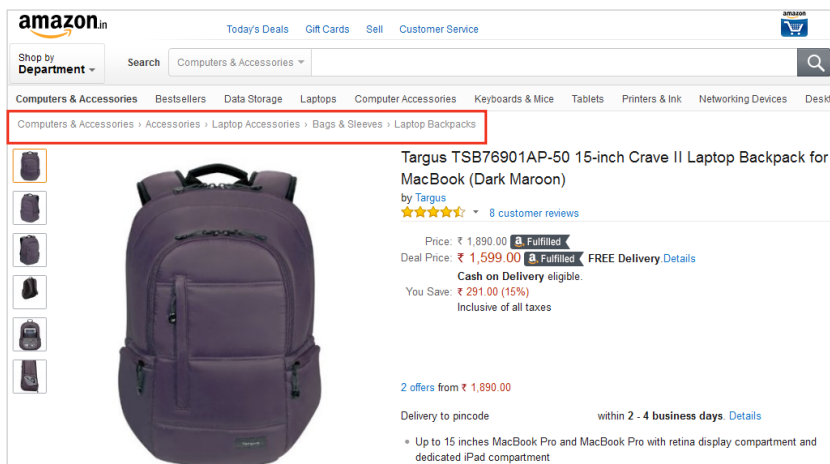 amazon.in
Today's Deals Gift Cards Sell Customer Service
amazon
Shop by
Department
Search Computers & Accessories
Computers & Accessories Bestsellers Data Storage Laptops Computer Accessories Keyboards & Mice Tablets Printers & Ink Networking Devices Deskt
Computers & Accessories › Accessories › Laptop Accessories › Bags & Sleeves › Laptop Backpacks
Targus TSB76901AP-50 15-inch Crave II Laptop Backpack for
MacBook (Dark Maroon)
by Targus
8 customer reviews
Price: ₹ 1,890.00 a Fulfilled
Deal Price: ₹ 1,599.00 a Fulfilled FREE Delivery.Details
Cash on Delivery eligible.
You Save: ₹ 291.00 (15%)
Inclusive of all taxes
2 offers from ₹ 1,890.00
Delivery to pincode within 2 - 4 business days. Details
Up to 15 inches MacBook Pro and MacBook Pro with retina display compartment and
dedicated iPad compartment
Targus